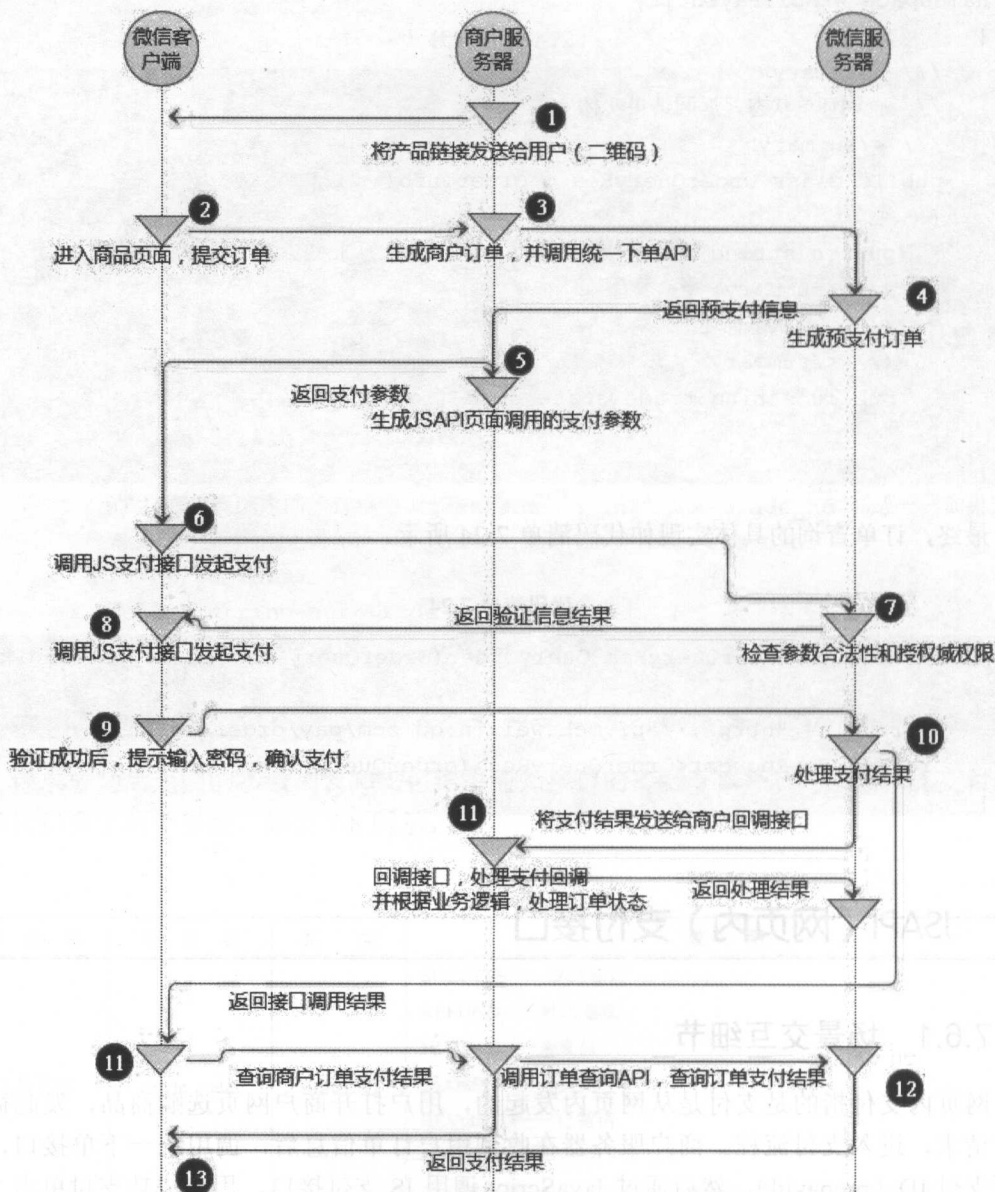 微信客
户端
商户服
务器
微信服
务器
1
将产品链接发送给用户(二维码)
2
进入商品页面,提交订单
3
生成商户订单,并调用统一下单API
4
返回预支付信息
生成预支付订单
5
返回支付参数
生成JSAPI页面调用的支付参数
6
调用JS支付接口发起支付
7
返回验证信息结果
8
调用JS支付接口发起支付
检查参数合法性和授权域权限
9
验证成功后,提示输入密码,确认支付
10
处理支付结果
11
将支付结果发送给商户回调接口
回调接口,处理支付回调
并根据业务逻辑,处理订单状态
返回处理结果
返回接口调用结果
11
查询商户订单支付结果
调用订单查询API,查询订单支付结果
12
返回支付结果
13